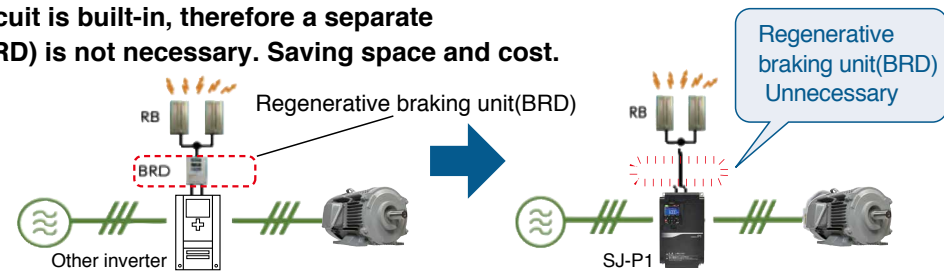 cuit is built-in, therefore a separate
RD) is not necessary. Saving space and cost.
RB
Regenerative braking unit(BRD)
BRD
Other inverter
Regenerative
braking unit(BRD)
Unnecessary
RB
SJ-P1